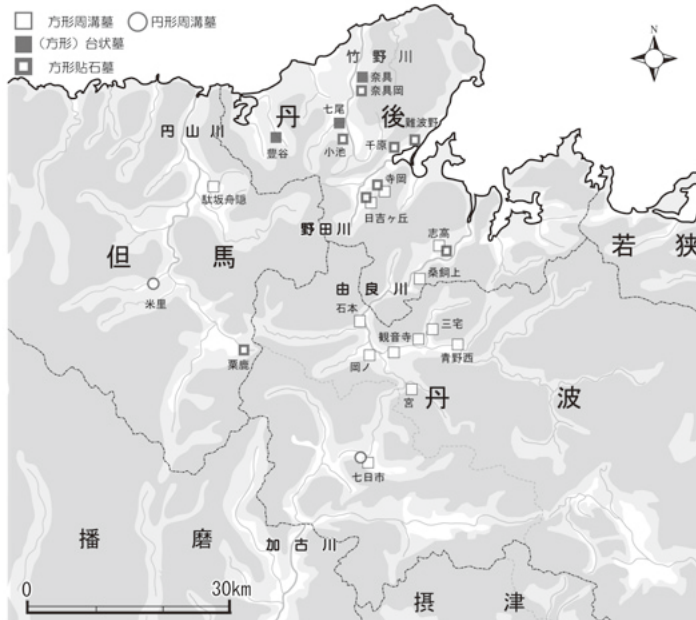 方形周溝墓 円形周溝墓
(方形)台状墓
方形貼石墓
N
竹野川
奈具
奈具岡
丹 後
七尾
難波野
円山川
豊谷
小池
千原
駄坂舟隠
寺岡
日吉ヶ丘
野田川
志高
但 馬
若 狭
桑飼上
米里
由良川
石本
三宅
観音寺
粟鹿
岡ノ
青野西
宮
丹 波
七日市
播 磨
加古川
0 30km
摂 津